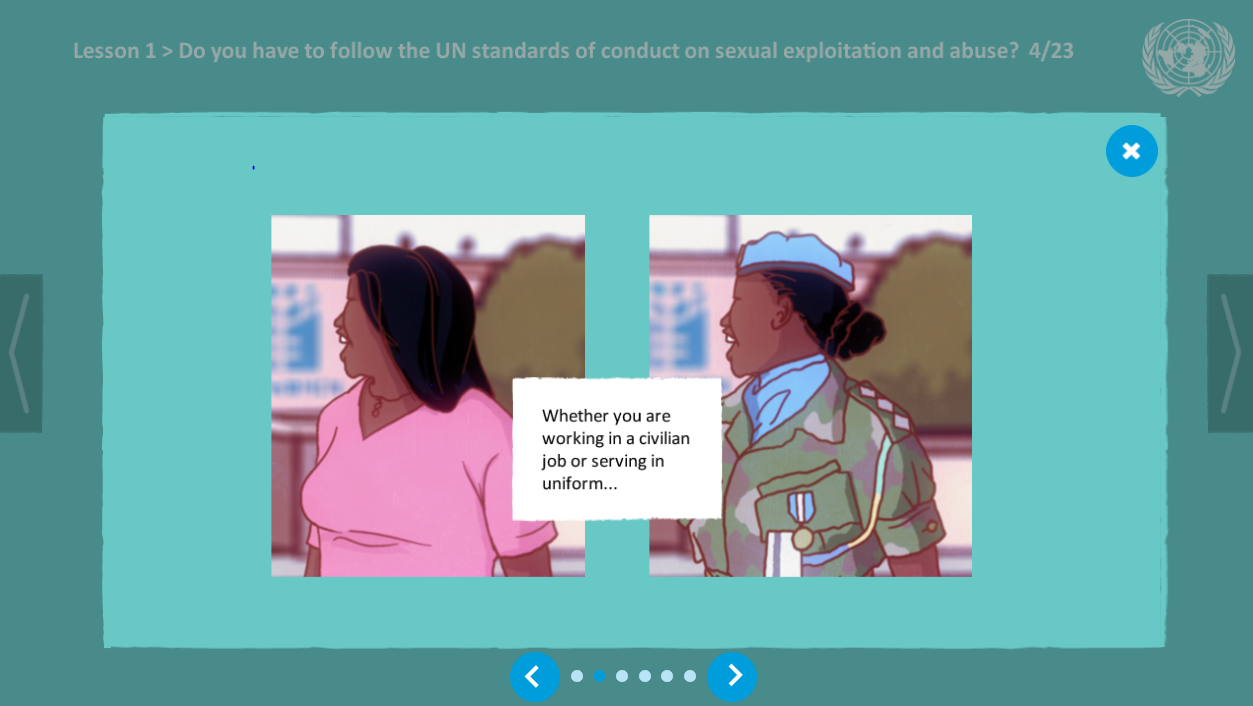 Lesson 1 > Do you have to follow the UN standards of conduct on sexual exploitation and abuse? 4/23
Whether you are
working in a civilian
job or serving in
uniform...